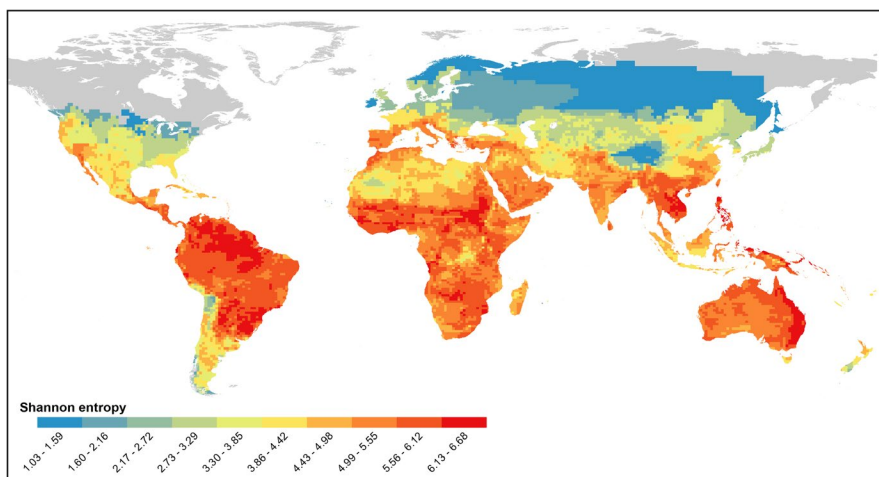 Shannon entropy
1.03 - 1.59
1.60 - 2.16
2.17 - 2.72
2.73 - 3.29
3.30 - 3.85
3.86 - 4.42
4.43 - 4.98
4.99 - 5.55
5.56 - 6.12
6.13 - 6.68